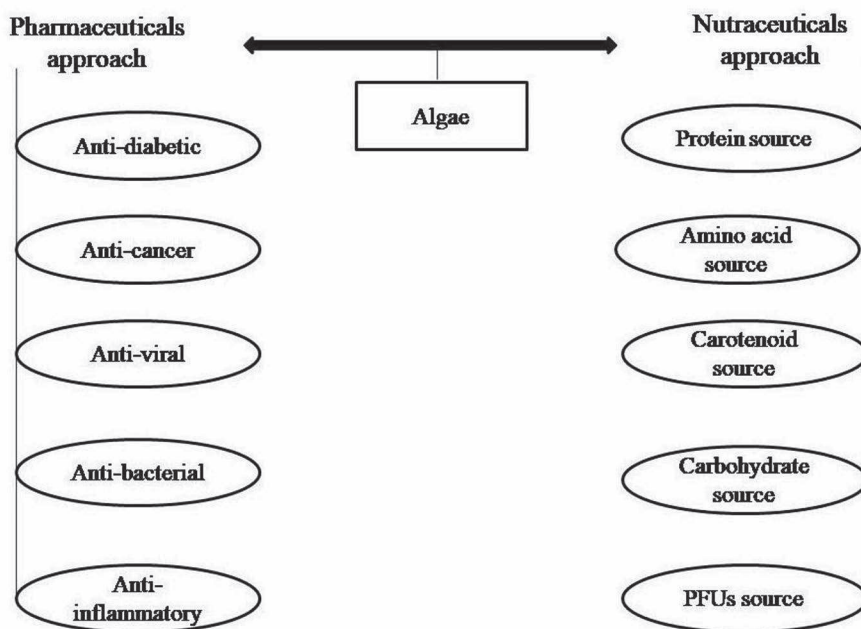 Pharmaceuticals
approach
Nutraceuticals
approach
Algae
Anti-diabetic
Anti-cancer
Anti-viral
Anti-bacterial
Anti-
inflammatory
Protein source
Amino acid
source
Carotenoid
source
Carbohydrate
source
PFUs source